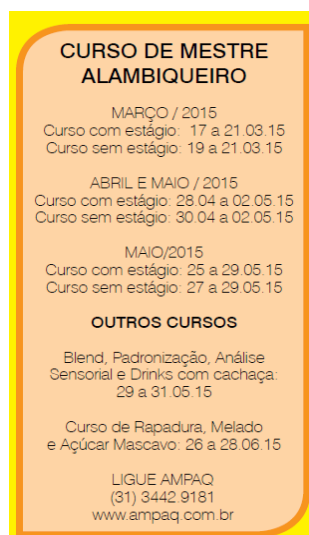 CURSO DE MESTRE
ALAMBIQUEIRO
MARÇO / 2015
Curso com estágio: 17 a 21.03.15
Curso sem estágio: 19 a 21.03.15
ABRIL E MAIO / 2015
Curso com estágio: 28.04 a 02.05.15
Curso sem estágio: 30.04 a 02.05.15
MAIO/2015
Curso com estágio: 25 a 29.05.15
Curso sem estágio: 27 a 29.05.15
OUTROS CURSOS
Blend, Padronização, Análise
Sensorial e Drinks com cachaça:
29 a 31.05.15
Curso de Rapadura, Melado
e Açúcar Mascavo: 26 a 28.06.15
LIGUE AMPAQ
(31) 3442.9181
www.ampaq.com.br